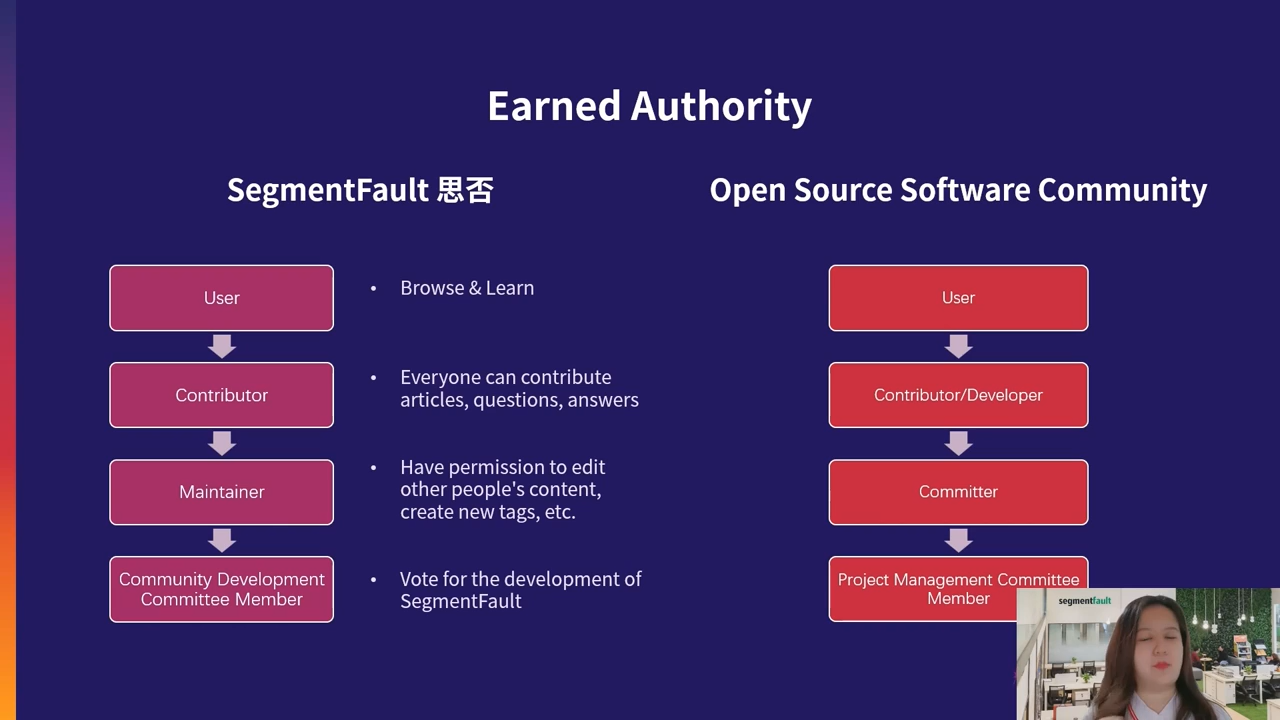 Earned Authority
SegmentFault 思否
Open Source Software Community
User
• Browse & Learn
Contributor
• Everyone can contribute
articles, questions, answers
Maintainer
• Have permission to edit
other people's content,
create new tags, etc.
Community Development
Committee Member
• Vote for the development of
SegmentFault
User
Contributor/Developer
Committer
Project Management Committee
Member
segmentfault